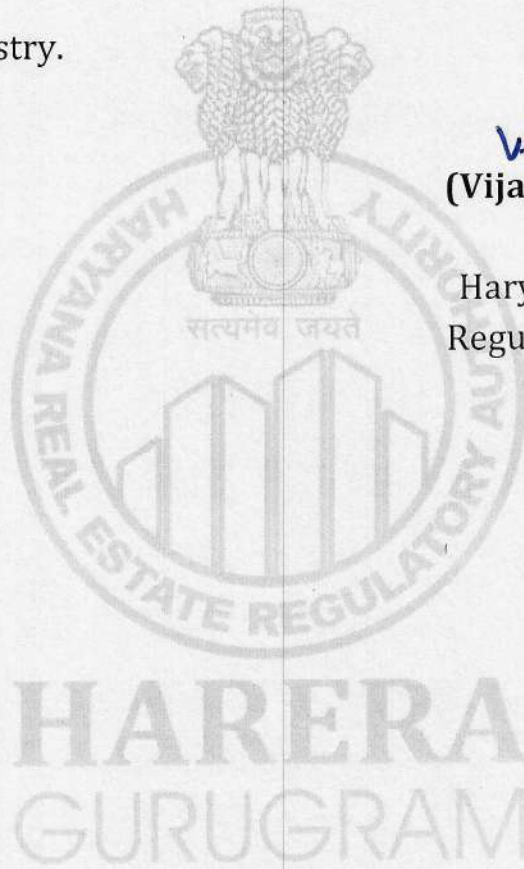 stry.
(Vija
Hary
Regu
HARYANA REAL ESTATE REGULATORY AUTHORITY
सत्यमेव जयते
HARERA
GURUGRAM